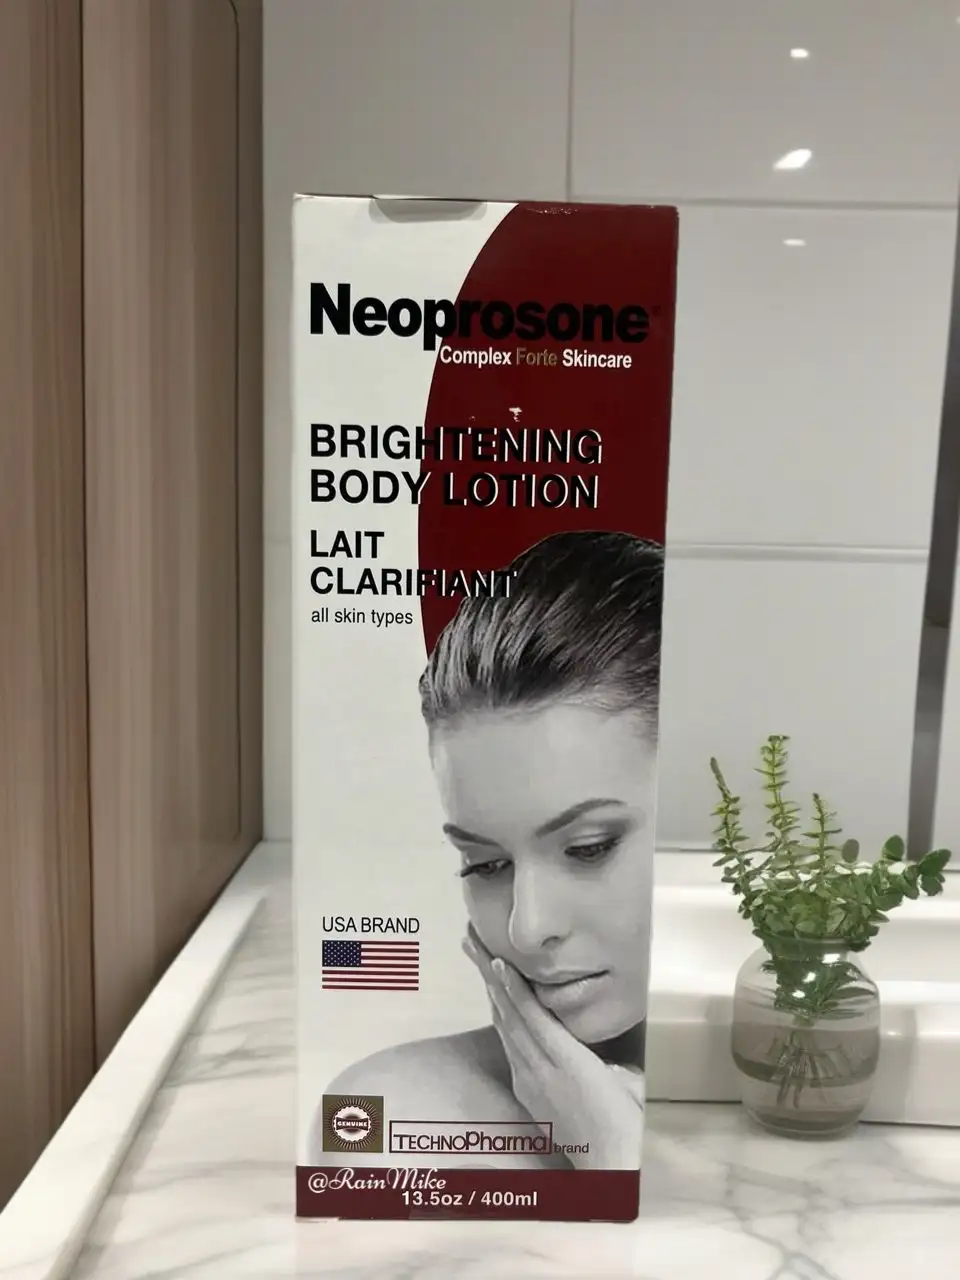 Neoprosone
Complex Forte Skincare
BRIGHTENING
BODY LOTION
LAIT
CLARIFIANT
all skin types
USA BRAND
GENUINE
TECHNOPharma brand
@RainMike
13.5oz / 400ml